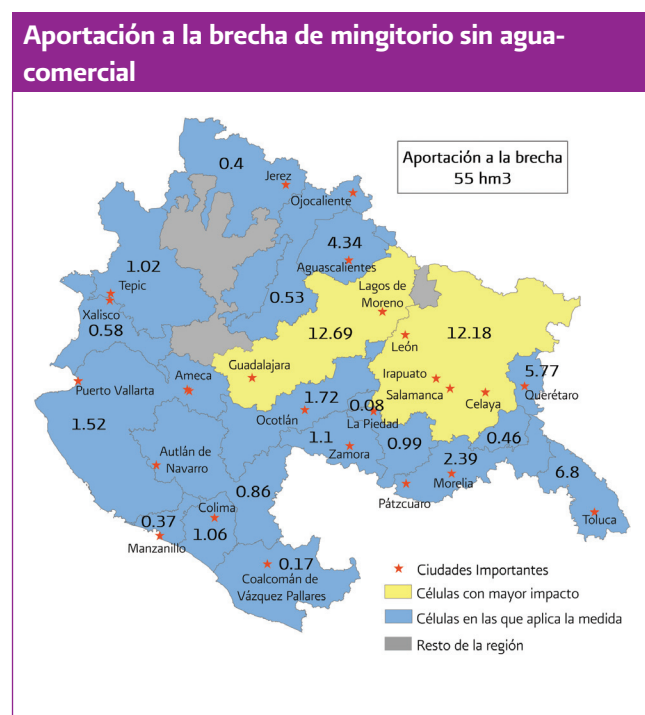 Aportación a la brecha de mingitorio sin agua-
comercial
Aportación a la brecha
55 hm3
0.4
Jerez
Ojocaliente
4.34
Aguascalientes
1.02
Tepic
Xalisco
0.58
0.53
Lagos de
Moreno
12.69
12.18
León
Guadalajara
Irapuato
Salamanca
Celaya
5.77
Querétaro
Puerto Vallarta
Ameca
1.52
1.72
Ocotlán
0.08
La Piedad
1.1
Zamora
0.99
0.46
2.39
Morelia
6.8
Toluca
Pátzcuaro
Autlán de
Navarro
0.86
Colima
0.37
1.06
Manzanillo
0.17
Coalcomán de
Vázquez Pallares
Ciudades Importantes
Células con mayor impacto
Células en las que aplica la medida
Resto de la región